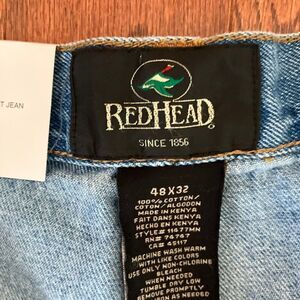 T JEAN
REDHEAD
SINCE 1856
48X32
100% COTTON/
COTON/ALGODON
MADE IN KENYA
FAIT DANS KENYA
HECHO EN KENYA
STYLE# 11677MN
RN# 76767
CA# 45117
MACHINE WASH WARM
WITH LIKE COLORS
USE ONLY NON-CHLORINE
BLEACH
WHEN NEEDED
TUMBLE DRY LOW
REMOVE PROMPTLY